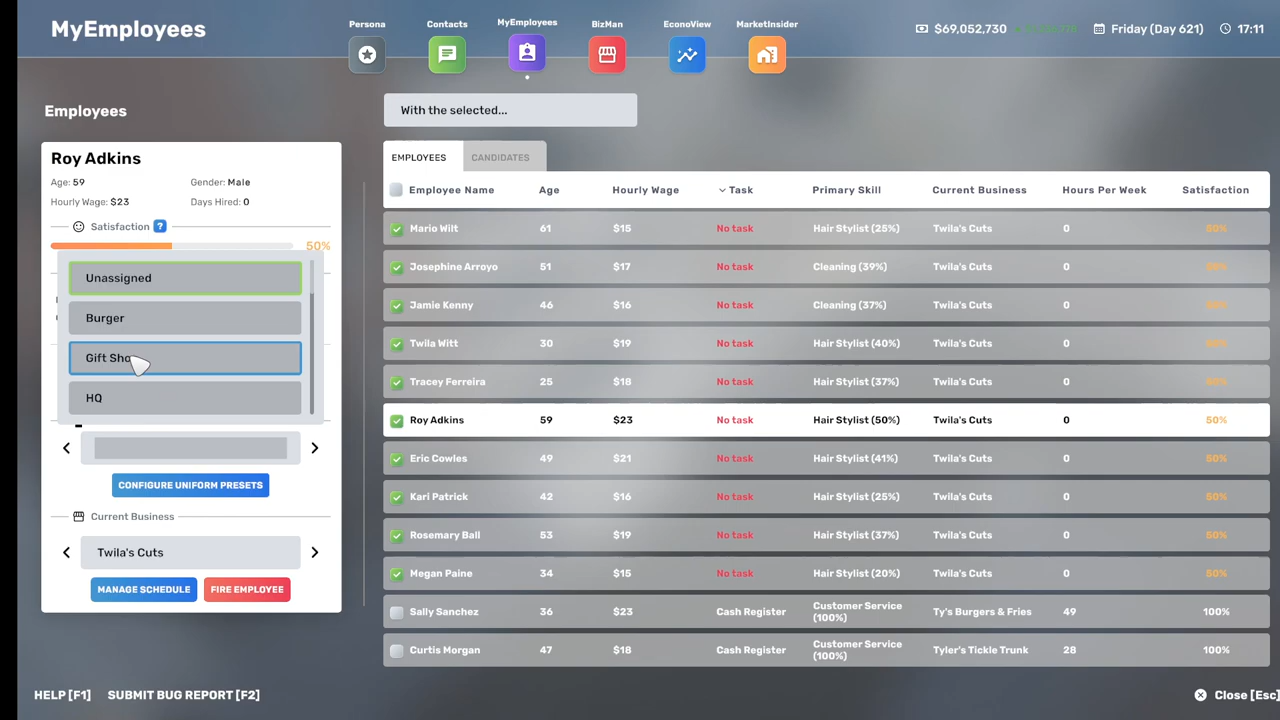 MyEmployees
Persona
Contacts
MyEmployees
BizMan
EconoView
MarketInsider
$69,052,730
Friday (Day 621)
17:11
Employees
With the selected...
Roy Adkins
Age: 59
Gender: Male
Hourly Wage: $23
Days Hired: 0
Satisfaction ?
50%
Unassigned
Burger
Gift Sho
HQ
CONFIGURE UNIFORM PRESETS
Current Business
Twila's Cuts
MANAGE SCHEDULE
FIRE EMPLOYEE
EMPLOYEES
CANDIDATES
Employee Name Age Hourly Wage Task Primary Skill Current Business Hours Per Week Satisfaction
Mario Wilt 61 $15 No task Hair Stylist (25%) Twila's Cuts 0 50%
Josephine Arroyo 51 $17 No task Cleaning (39%) Twila's Cuts 0 50%
Jamie Kenny 46 $16 No task Cleaning (37%) Twila's Cuts 0 50%
Twila Witt 30 $19 No task Hair Stylist (40%) Twila's Cuts 0 50%
Tracey Ferreira 25 $18 No task Hair Stylist (37%) Twila's Cuts 0 50%
Roy Adkins 59 $23 No task Hair Stylist (50%) Twila's Cuts 0 50%
Eric Cowles 49 $21 No task Hair Stylist (41%) Twila's Cuts 0 50%
Kari Patrick 42 $16 No task Hair Stylist (25%) Twila's Cuts 0 50%
Rosemary Ball 53 $19 No task Hair Stylist (37%) Twila's Cuts 0 50%
Megan Paine 34 $15 No task Hair Stylist (20%) Twila's Cuts 0 50%
Sally Sanchez 36 $23 Cash Register Customer Service (100%) Ty's Burgers & Fries 49 100%
Curtis Morgan 47 $18 Cash Register Customer Service (100%) Tyler's Tickle Trunk 28 100%
HELP [F1]
SUBMIT BUG REPORT [F2]
Close [Esc]